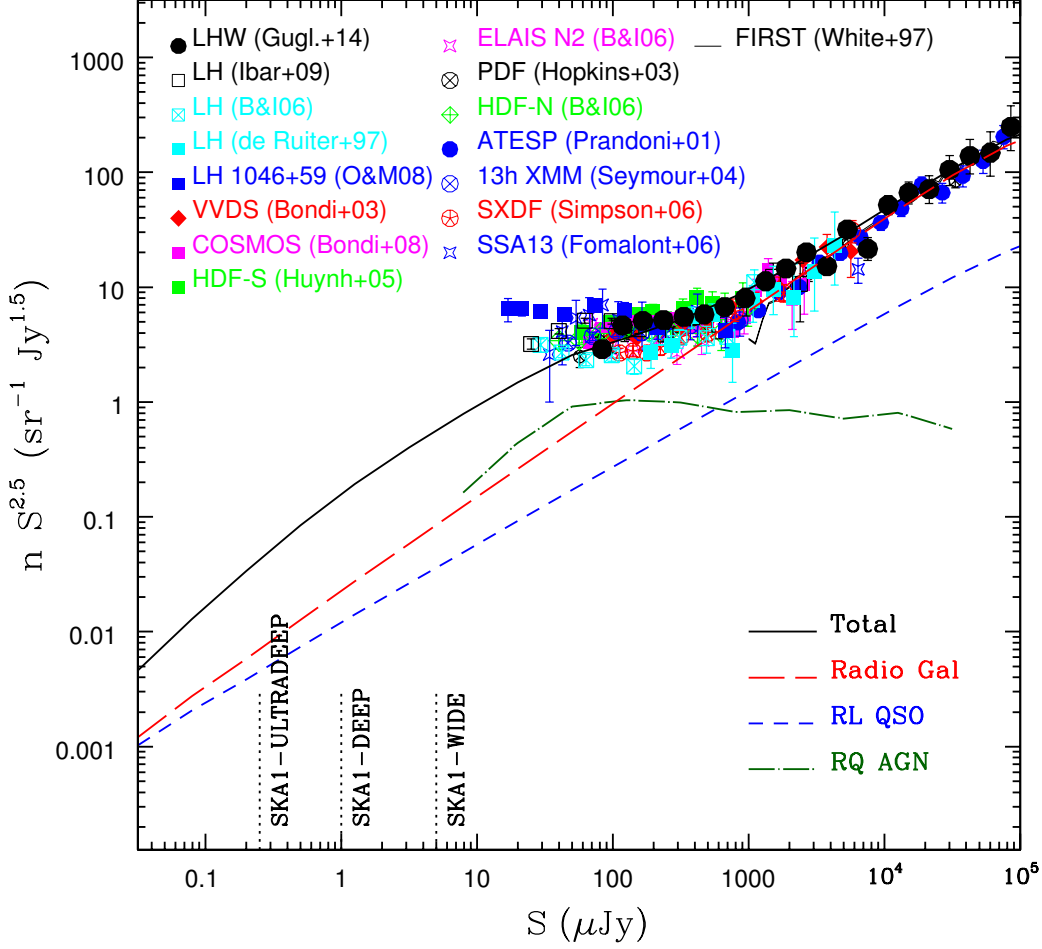 LHW (Gugl.+14)
LH (Ibar+09)
LH (B&I06)
LH (de Ruiter+97)
LH 1046+59 (O&M08)
VVDS (Bondi+03)
COSMOS (Bondi+08)
HDF-S (Huynh+05)
ELAIS N2 (B&I06)
PDF (Hopkins+03)
HDF-N (B&I06)
ATESP (Prandoni+01)
13h XMM (Seymour+04)
SXDF (Simpson+06)
SSA13 (Fomalont+06)
FIRST (White+97)
1000
100
10
1
0.1
0.01
0.001
n S^2.5 (sr^-1 Jy^1.5)
Total
Radio Gal
RL QSO
RQ AGN
SKA1-ULTRADEEP
SKA1-DEEP
SKA1-WIDE
0.1
1
10
100
1000
10^4
10^5
S (μJy)